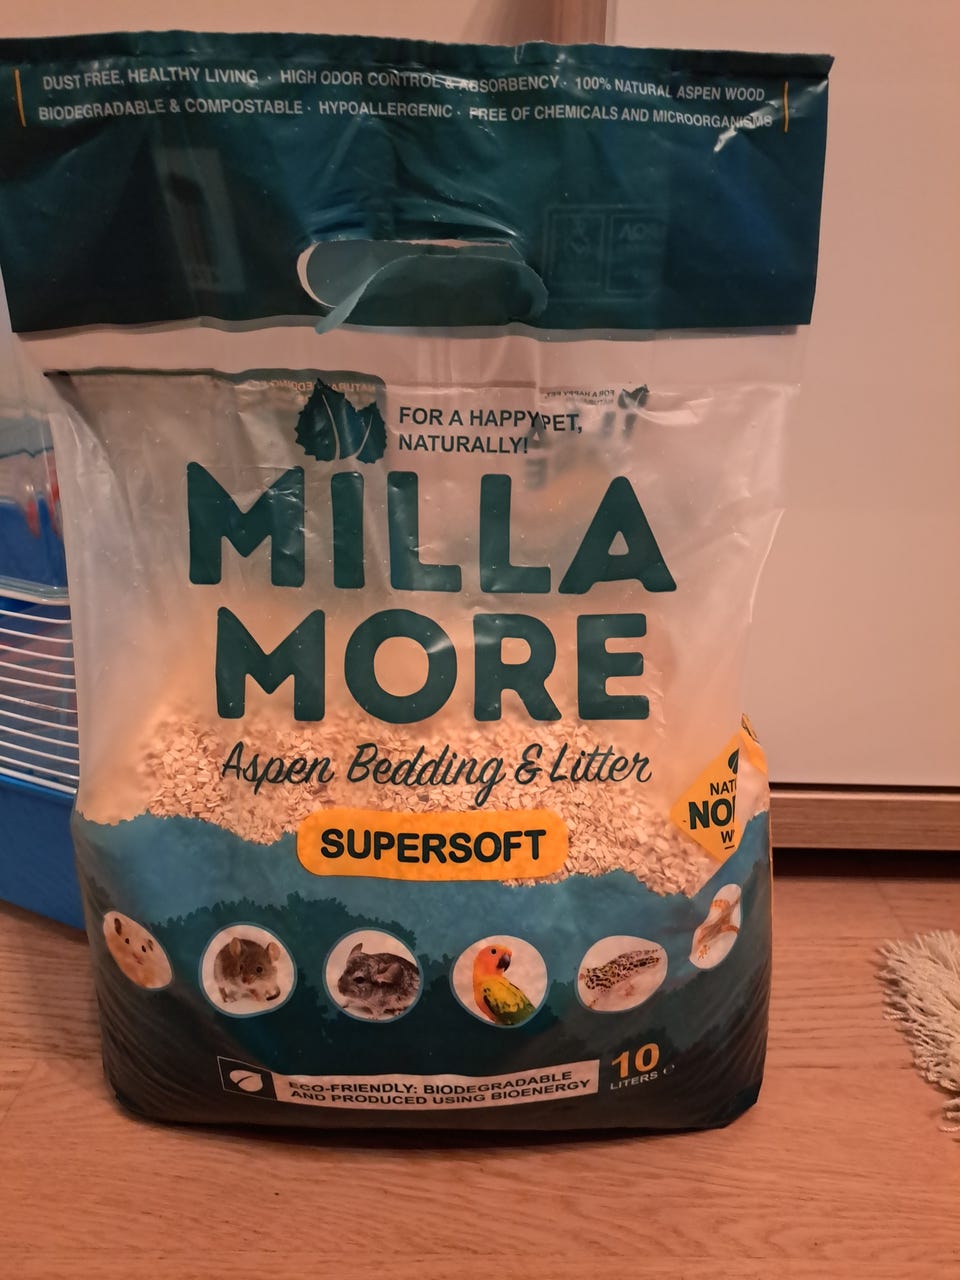 DUST FREE, HEALTHY LIVING · HIGH ODOR CONTROL & ABSORBENCY · 100% NATURAL ASPEN WOOD
BIODEGRADABLE & COMPOSTABLE · HYPOALLERGENIC · FREE OF CHEMICALS AND MICROORGANISMS
FOR A HAPPY PET,
NATURALLY!
MILLA
MORE
Aspen Bedding & Litter
SUPERSOFT
ECO-FRIENDLY: BIODEGRADABLE
AND PRODUCED USING BIOENERGY
10
LITERS e